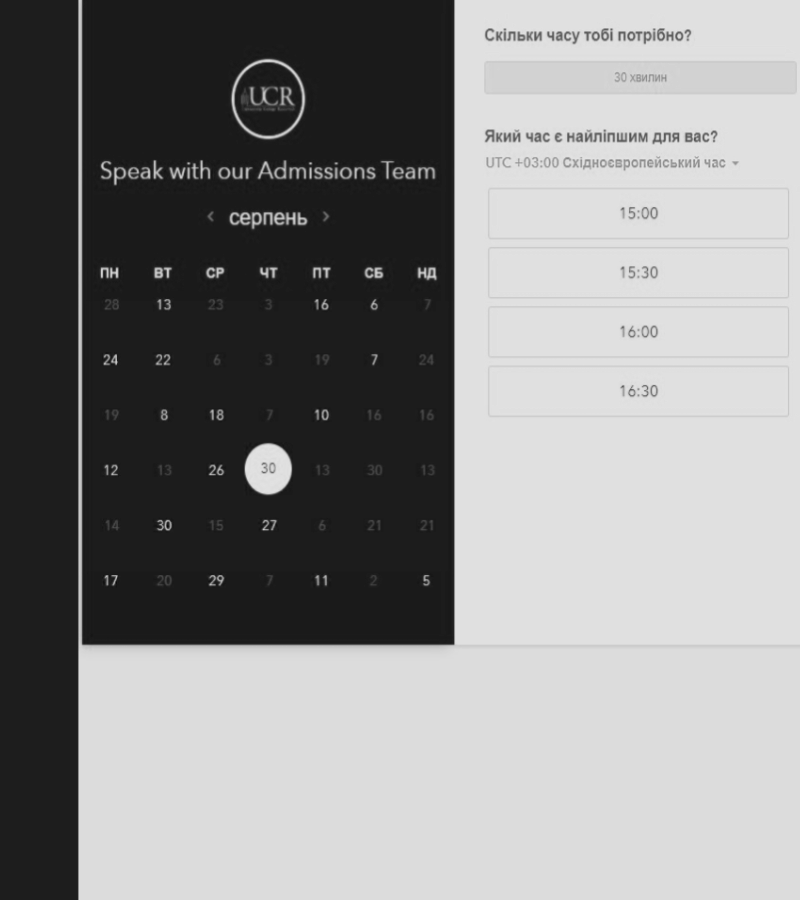 UCR
Speak with our Admissions Team
серпень
ПН ВТ СР ЧТ ПТ СБ НД
28 13 23 3 16 6 7
24 22 6 3 19 7 24
19 8 18 7 10 16 16
12 13 26 30 13 30 13
14 30 15 27 6 21 21
17 20 29 7 11 2 5
Скільки часу тобі потрібно?
30 хвилин
Який час є найліпшим для вас?
UTC +03:00 Східноєвропейський час
15:00
15:30
16:00
16:30